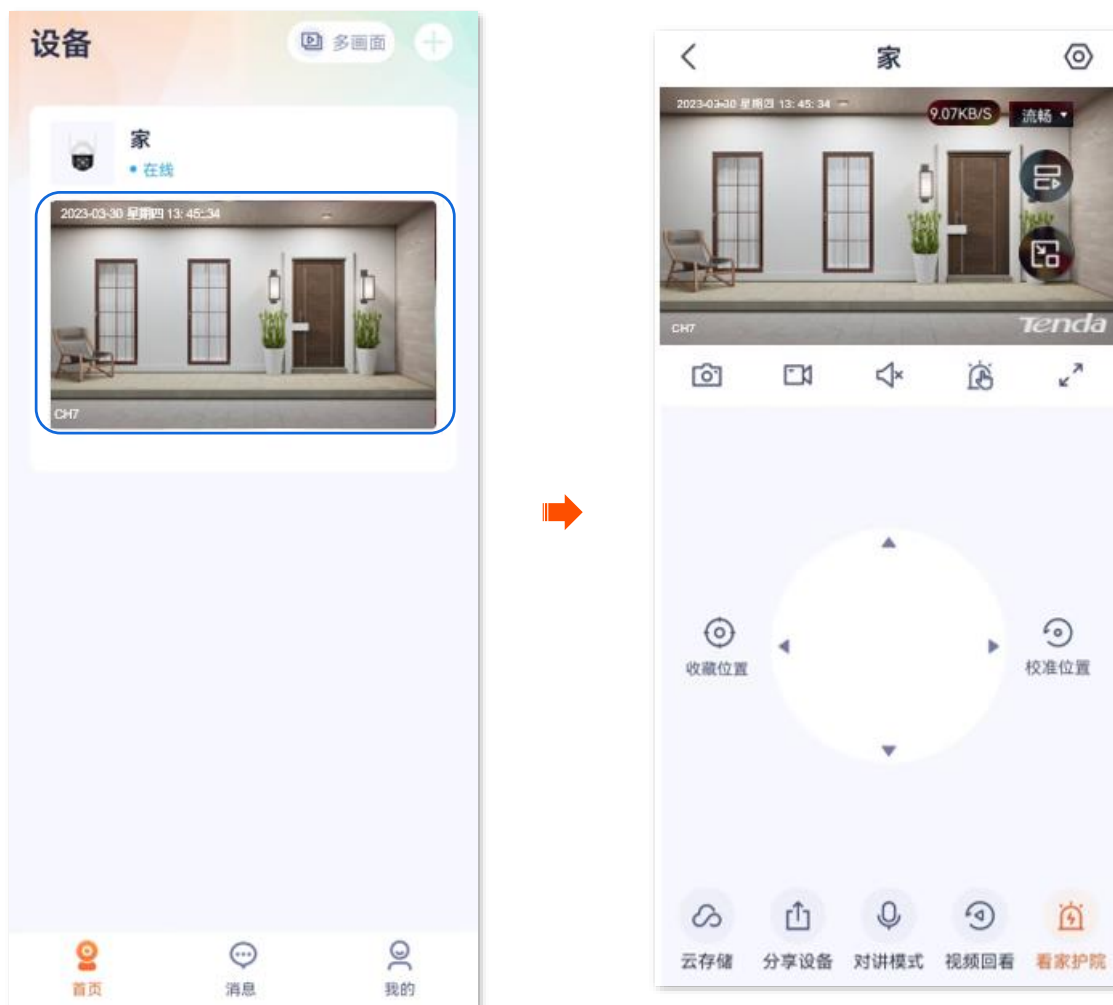 设备
多画面
家
在线
2023-03-30 星期四 13:45:34
CH7
首页
消息
我的
家
2023-03-30 星期四 13:45:34
9.07KB/S
流畅
CH7
Tenda
收藏位置
校准位置
云存储
分享设备
对讲模式
视频回看
看家护院